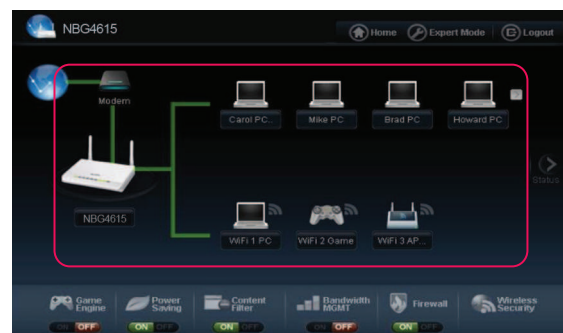 NBG4615
Home Expert Mode Logout
Modem
Carol PC.. Mike PC Brad PC Howard PC
Status
NBG4615
WiFi 1 PC WiFi 2 Game WiFi 3 AP...
Game Engine
Power Saving
Content Filter
Bandwidth MGMT
Firewall
Wireless Security
ON OFF ON OFF ON OFF ON OFF ON OFF